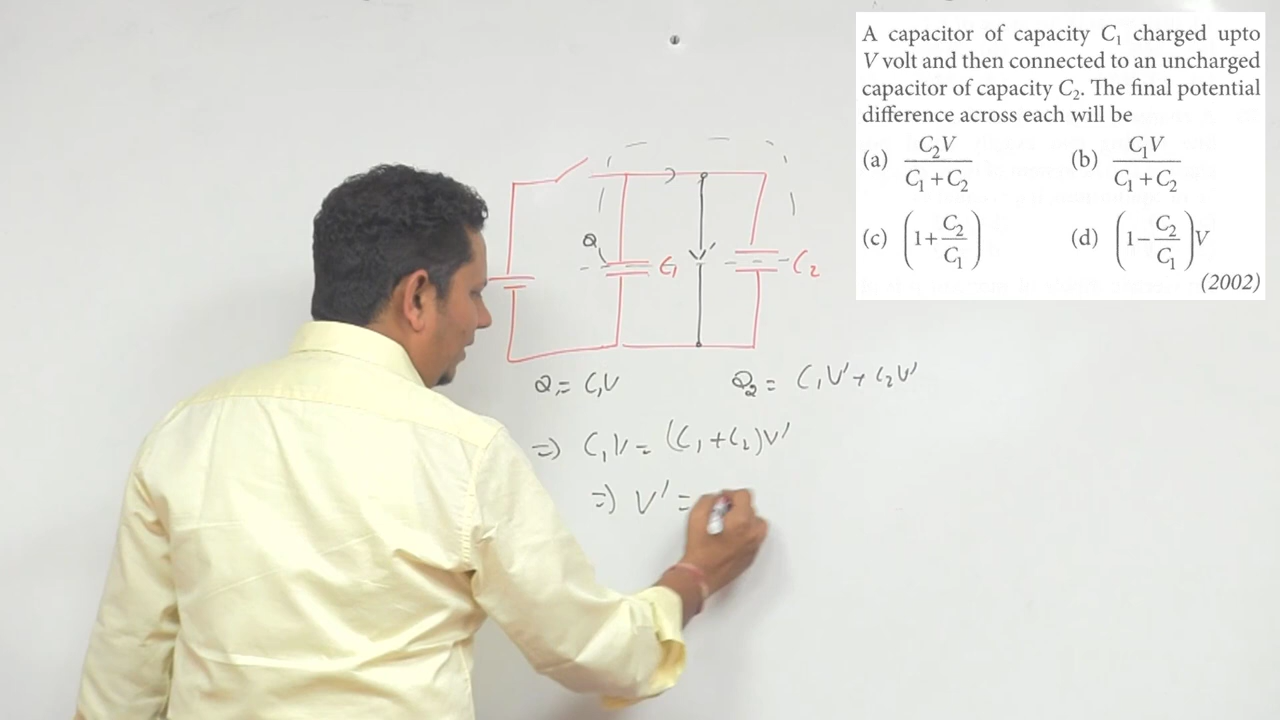 A capacitor of capacity C₁ charged upto
V volt and then connected to an uncharged
capacitor of capacity C₂. The final potential
difference across each will be
(a) C₂V / C₁ + C₂ (b) C₁V / C₁ + C₂
(c) (1 + C₂/C₁) (d) (1 − C₂/C₁)V
(2002)
Q C₁ V' C₂
Q₁ = C₁V Q₂ = C₁V' + C₂V'
⇒ C₁V = (C₁ + C₂)V'
⇒ V' =